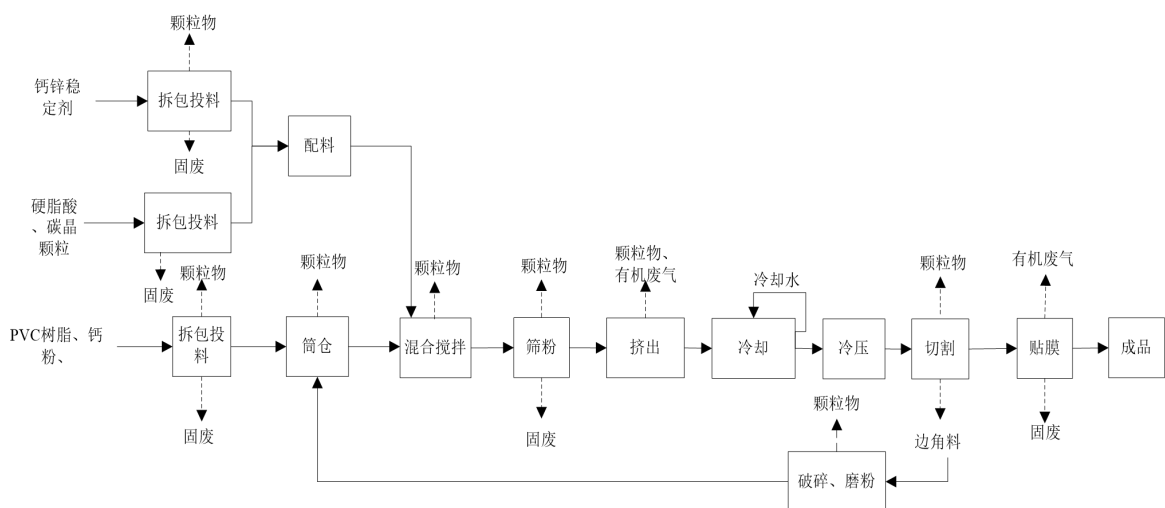 颗粒物
钙锌稳
定剂
拆包投料
配料
固废
硬脂酸
、碳晶
颗粒
拆包投料
固废
颗粒物
颗粒物
颗粒物
颗粒物
颗粒物、
有机废气
冷却水
颗粒物
有机废气
PVC树脂、钙
粉、
拆包投
料
筒仓
混合搅拌
筛粉
挤出
冷却
冷压
切割
贴膜
成品
固废
固废
颗粒物
边角料
固废
破碎、磨粉